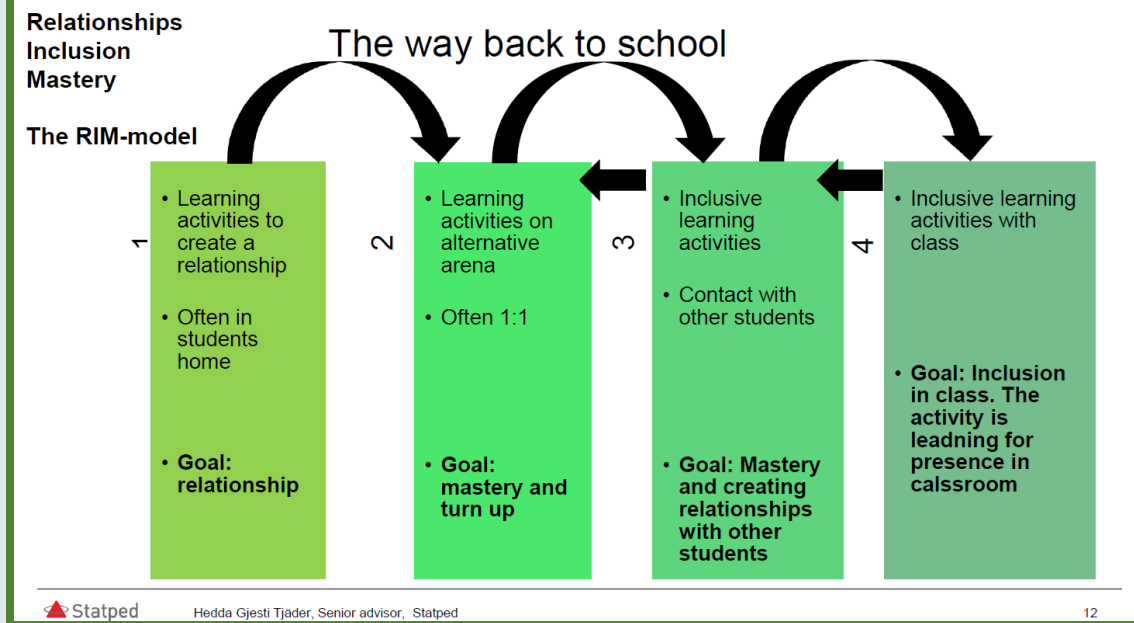 Relationships
Inclusion
Mastery
The way back to school
The RIM-model
1
• Learning
activities to
create a
relationship
• Often in
students
home
• Goal:
relationship
2
• Learning
activities on
alternative
arena
• Often 1:1
• Goal:
mastery and
turn up
3
• Inclusive
learning
activities
• Contact with
other students
• Goal: Mastery
and creating
relationships
with other
students
4
• Inclusive learning
activities with
class
• Goal: Inclusion
in class. The
activity is
leadning for
presence in
calssroom
Statped
Hedda Gjesti Tjäder, Senior advisor, Statped
12